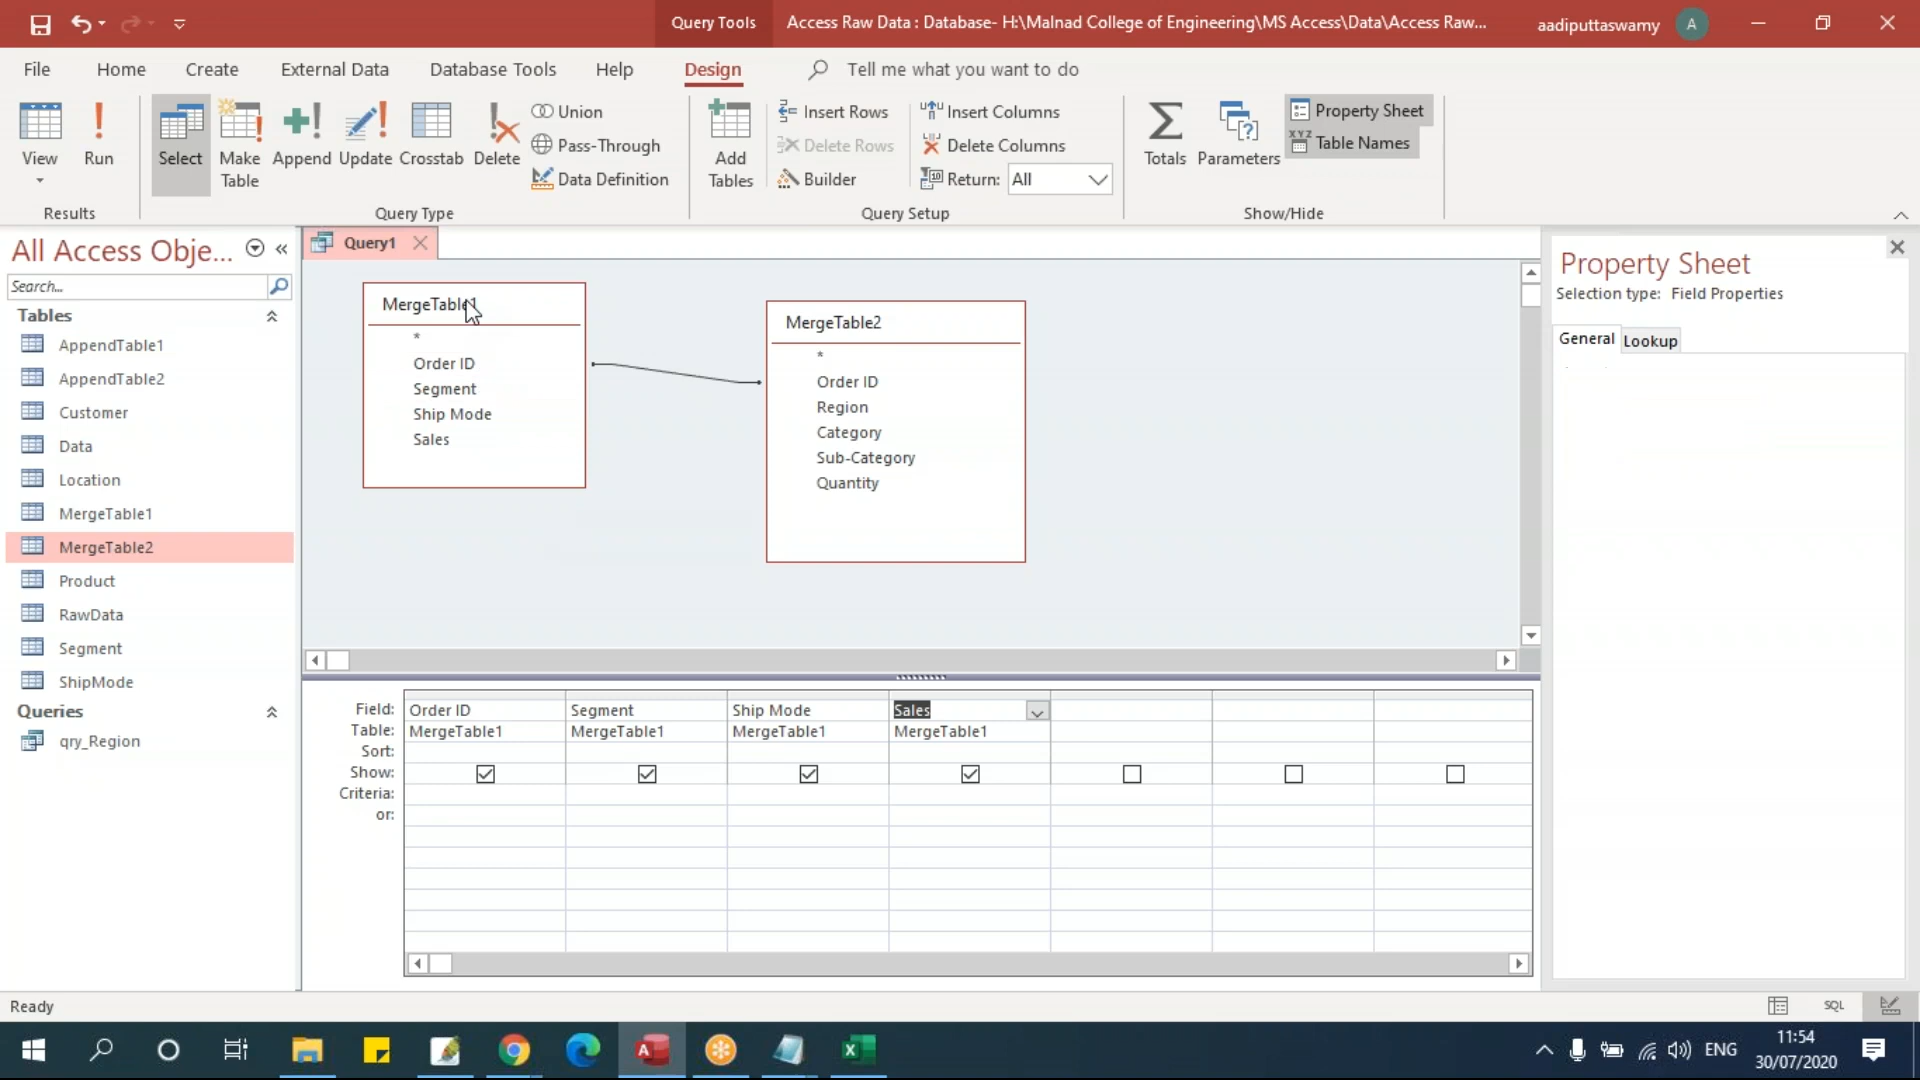 Query Tools
Access Raw Data : Database- H:\Malnad College of Engineering\MS Access\Data\Access Raw...
aadiputtaswamy
A
File Home Create External Data Database Tools Help Design Tell me what you want to do
View
Run
Select
Make
Table
Append
Update
Crosstab
Delete
Union
Pass-Through
Data Definition
Add
Tables
Insert Rows
Delete Rows
Builder
Insert Columns
Delete Columns
Return: All
Totals
Parameters
Property Sheet
Table Names
Results
Query Type
Query Setup
Show/Hide
All Access Obje...
Search...
Tables
AppendTable1
AppendTable2
Customer
Data
Location
MergeTable1
MergeTable2
Product
RawData
Segment
ShipMode
Queries
qry_Region
Query1
MergeTable1
*
Order ID
Segment
Ship Mode
Sales
MergeTable2
*
Order ID
Region
Category
Sub-Category
Quantity
Field: Order ID Segment Ship Mode Sales
Table: MergeTable1 MergeTable1 MergeTable1 MergeTable1
Sort:
Show:
Criteria:
or:
Property Sheet
Selection type: Field Properties
General Lookup
Ready
SQL
ENG
11:54
30/07/2020